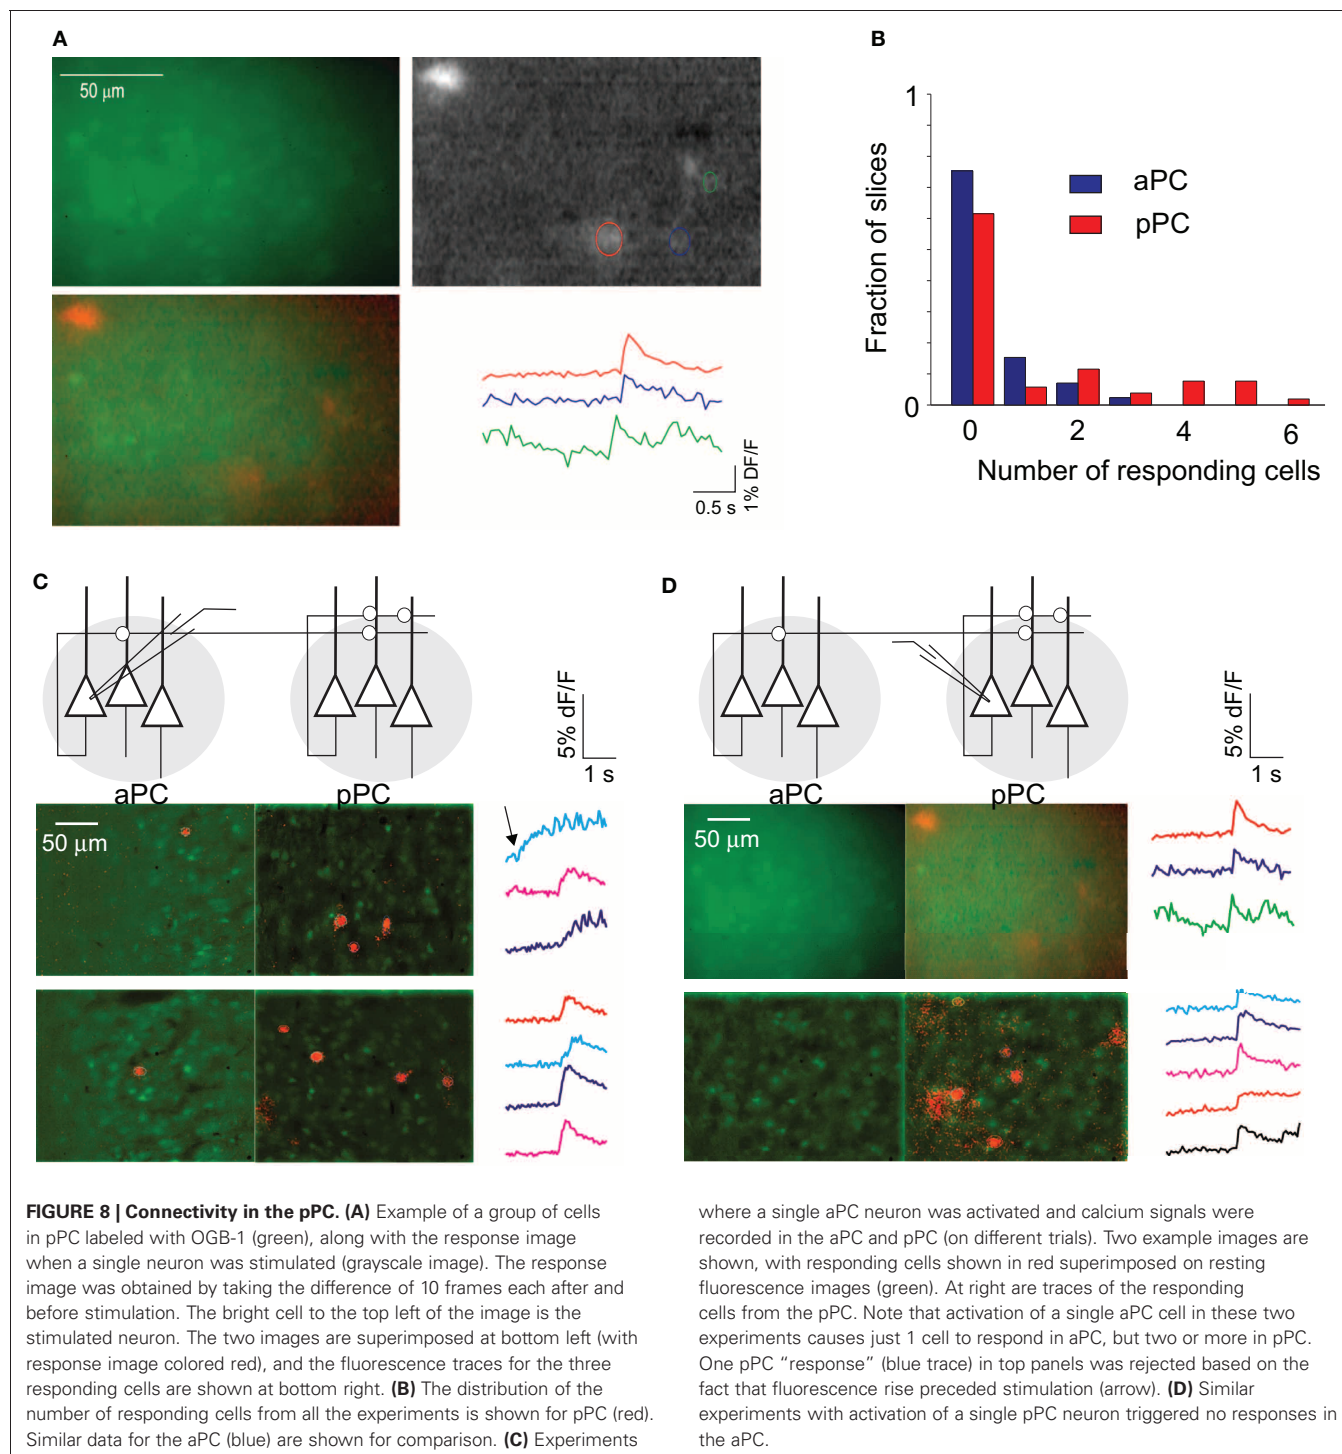 A
50 μm
0.5 s
1% DF/F
B
1
0
Fraction of slices
aPC
pPC
0 2 4 6
Number of responding cells
C
aPC pPC
5% dF/F
1 s
50 μm
D
aPC pPC
5% dF/F
1 s
50 μm
FIGURE 8 | Connectivity in the pPC. (A) Example of a group of cells
in pPC labeled with OGB-1 (green), along with the response image
when a single neuron was stimulated (grayscale image). The response
image was obtained by taking the difference of 10 frames each after and
before stimulation. The bright cell to the top left of the image is the
stimulated neuron. The two images are superimposed at bottom left (with
response image colored red), and the fluorescence traces for the three
responding cells are shown at bottom right. (B) The distribution of the
number of responding cells from all the experiments is shown for pPC (red).
Similar data for the aPC (blue) are shown for comparison. (C) Experiments
where a single aPC neuron was activated and calcium signals were
recorded in the aPC and pPC (on different trials). Two example images are
shown, with responding cells shown in red superimposed on resting
fluorescence images (green). At right are traces of the responding
cells from the pPC. Note that activation of a single aPC cell in these two
experiments causes just 1 cell to respond in aPC, but two or more in pPC.
One pPC “response” (blue trace) in top panels was rejected based on the
fact that fluorescence rise preceded stimulation (arrow). (D) Similar
experiments with activation of a single pPC neuron triggered no responses in
the aPC.